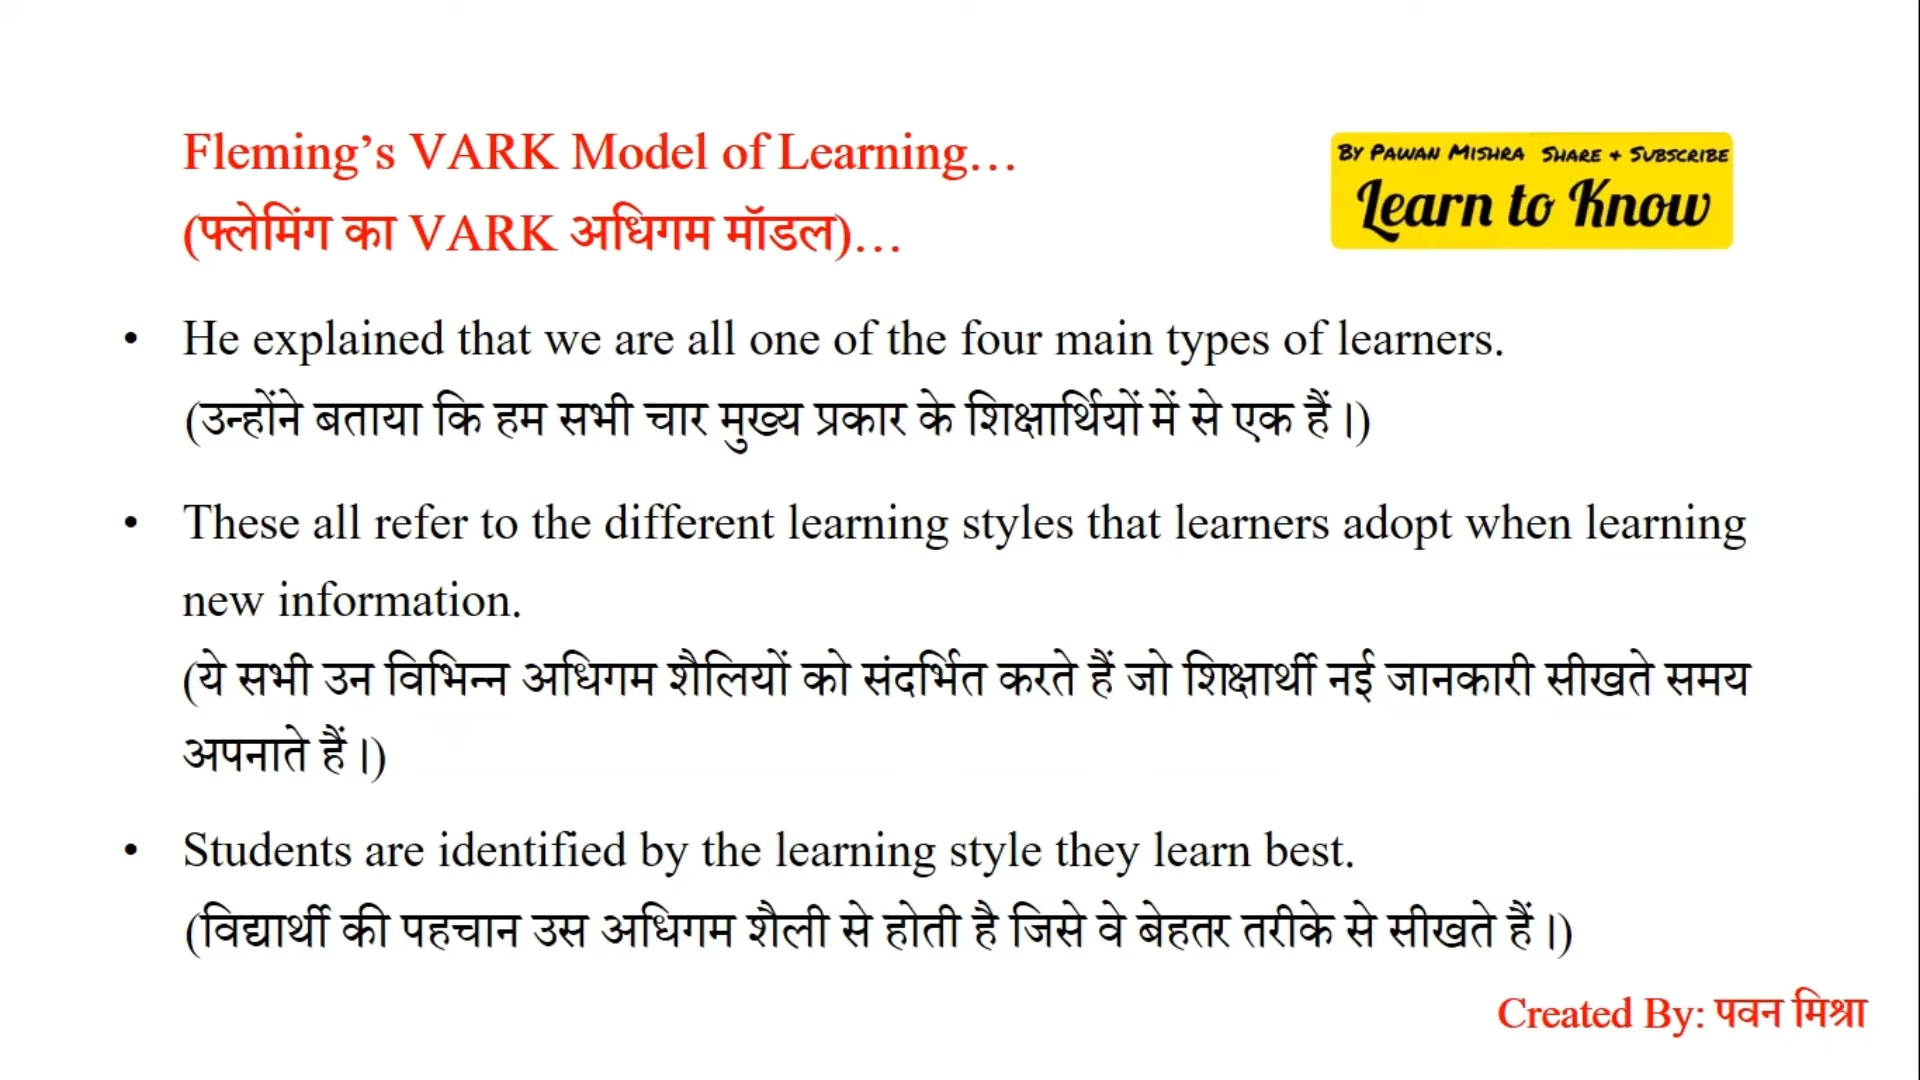 Fleming’s VARK Model of Learning…
(फ्लेमिंग का VARK अधिगम मॉडल)…
By Pawan Mishra Share + Subscribe
Learn to Know
• He explained that we are all one of the four main types of learners.
(उन्होंने बताया कि हम सभी चार मुख्य प्रकार के शिक्षार्थियों में से एक हैं।)
• These all refer to the different learning styles that learners adopt when learning
new information.
(ये सभी उन विभिन्न अधिगम शैलियों को संदर्भित करते हैं जो शिक्षार्थी नई जानकारी सीखते समय
अपनाते हैं।)
• Students are identified by the learning style they learn best.
(विद्यार्थी की पहचान उस अधिगम शैली से होती है जिसे वे बेहतर तरीके से सीखते हैं।)
Created By: पवन मिश्रा